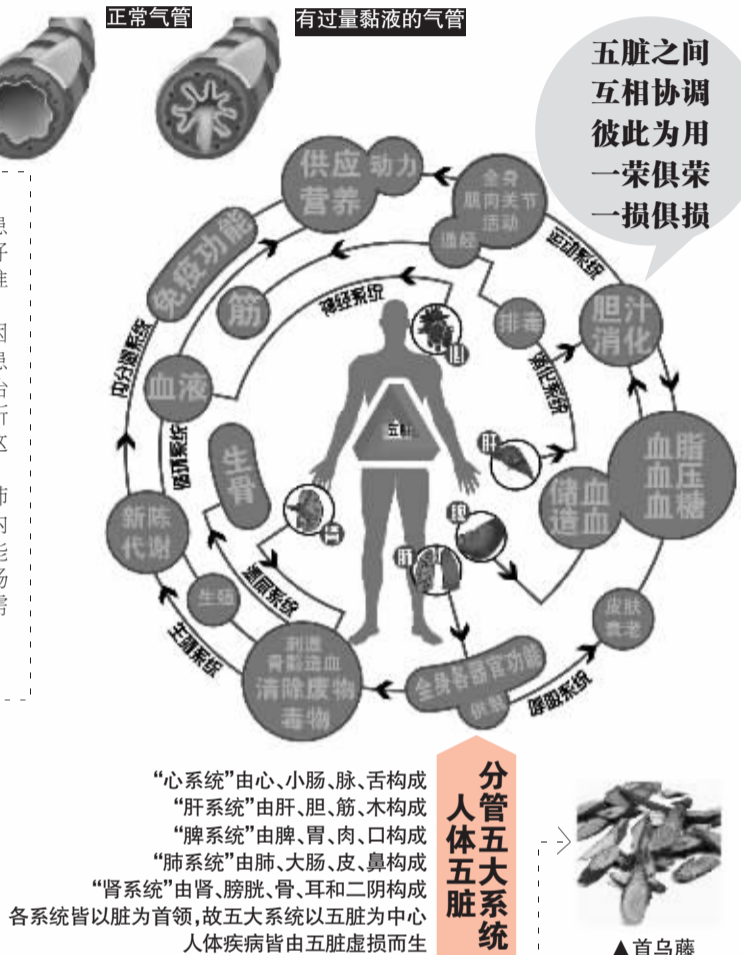 正常气管
有过量黏液的气管
五脏之间
互相协调
彼此为用
一荣俱荣
一损俱损
供应
营养
动力
全身
肌肉关节
活动
运动系统
免疫功能
筋
神经系统
排毒
胆汁
消化
消化系统
内分泌系统
血液
循环系统
生骨
五脏
肝
储血
造血
血脂
血压
血糖
新陈
代谢
肾
肺
生殖系统
骨髓造血
清除废物
毒物
全身各器官功能
呼吸系统
皮肤
衰老
“心系统”由心、小肠、脉、舌构成
“肝系统”由肝、胆、筋、木构成
“脾系统”由脾、胃、肉、口构成
“肺系统”由肺、大肠、皮、鼻构成
“肾系统”由肾、膀胱、骨、耳和二阴构成
各系统皆以脏为首领,故五大系统以五脏为中心
人体疾病皆由五脏虚损而生
分管五大系统
人体五脏
▲首乌藤